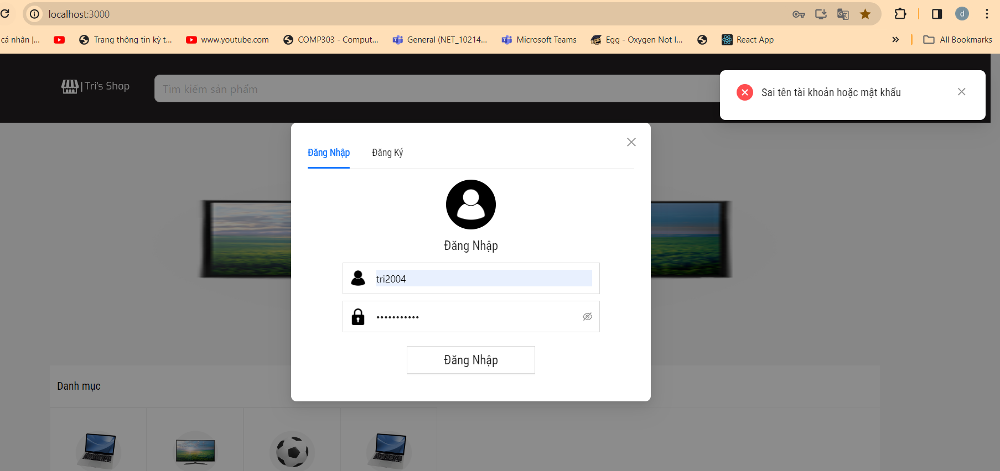 localhost:3000
d
cá nhân |...
Trang thông tin kỳ t...
www.youtube.com
COMP303 - Comput...
General (NET_10214...
Microsoft Teams
Egg - Oxygen Not I...
React App
All Bookmarks
Tri's Shop
Tìm kiếm sản phẩm
Sai tên tài khoản hoặc mật khẩu
Đăng Nhập
Đăng Ký
Đăng Nhập
tri2004
Đăng Nhập
Danh mục